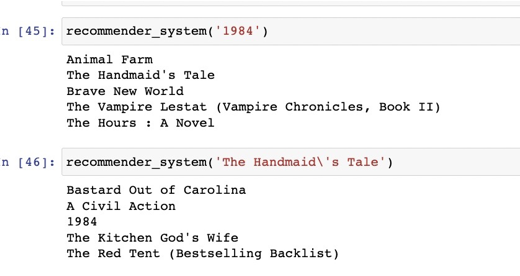 n [45]: recommender_system('1984')
Animal Farm
The Handmaid's Tale
Brave New World
The Vampire Lestat (Vampire Chronicles, Book II)
The Hours : A Novel
n [46]: recommender_system('The Handmaid\'s Tale')
Bastard Out of Carolina
A Civil Action
1984
The Kitchen God's Wife
The Red Tent (Bestselling Backlist)